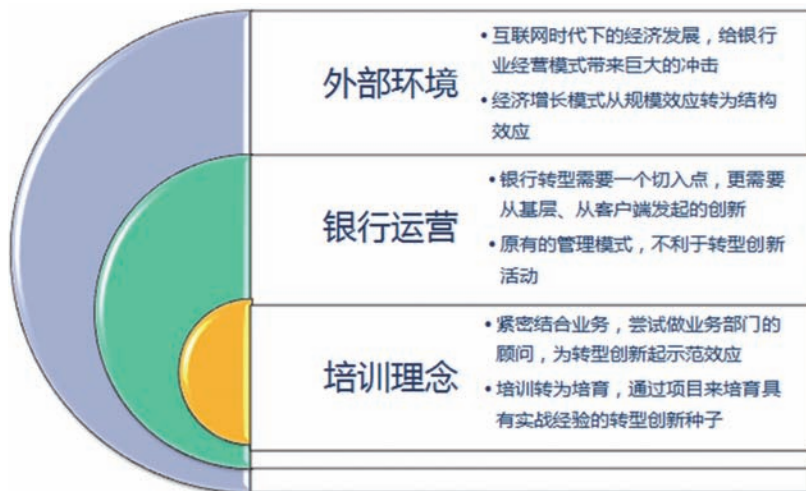 外部环境
•互联网时代下的经济发展，给银行
业经营模式带来巨大的冲击
•经济增长模式从规模效应转为结构
效应
银行运营
•银行转型需要一个切入点，更需要
从基层、从客户端发起的创新
•原有的管理模式，不利于转型创新
活动
培训理念
•紧密结合业务，尝试做业务部门的
顾问，为转型创新起示范效应
•培训转为培育，通过项目来培育具
有实战经验的转型创新种子